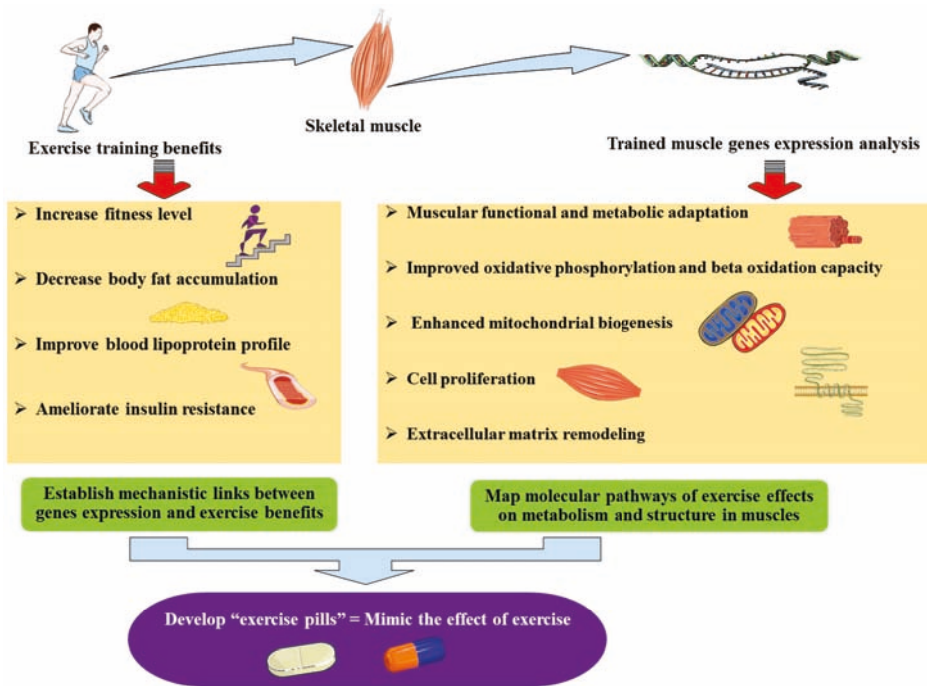 Skeletal muscle
Exercise training benefits
Trained muscle genes expression analysis
➢ Increase fitness level
➢ Decrease body fat accumulation
➢ Improve blood lipoprotein profile
➢ Ameliorate insulin resistance
➢ Muscular functional and metabolic adaptation
➢ Improved oxidative phosphorylation and beta oxidation capacity
➢ Enhanced mitochondrial biogenesis
➢ Cell proliferation
➢ Extracellular matrix remodeling
Establish mechanistic links between
genes expression and exercise benefits
Map molecular pathways of exercise effects
on metabolism and structure in muscles
Develop “exercise pills” = Mimic the effect of exercise